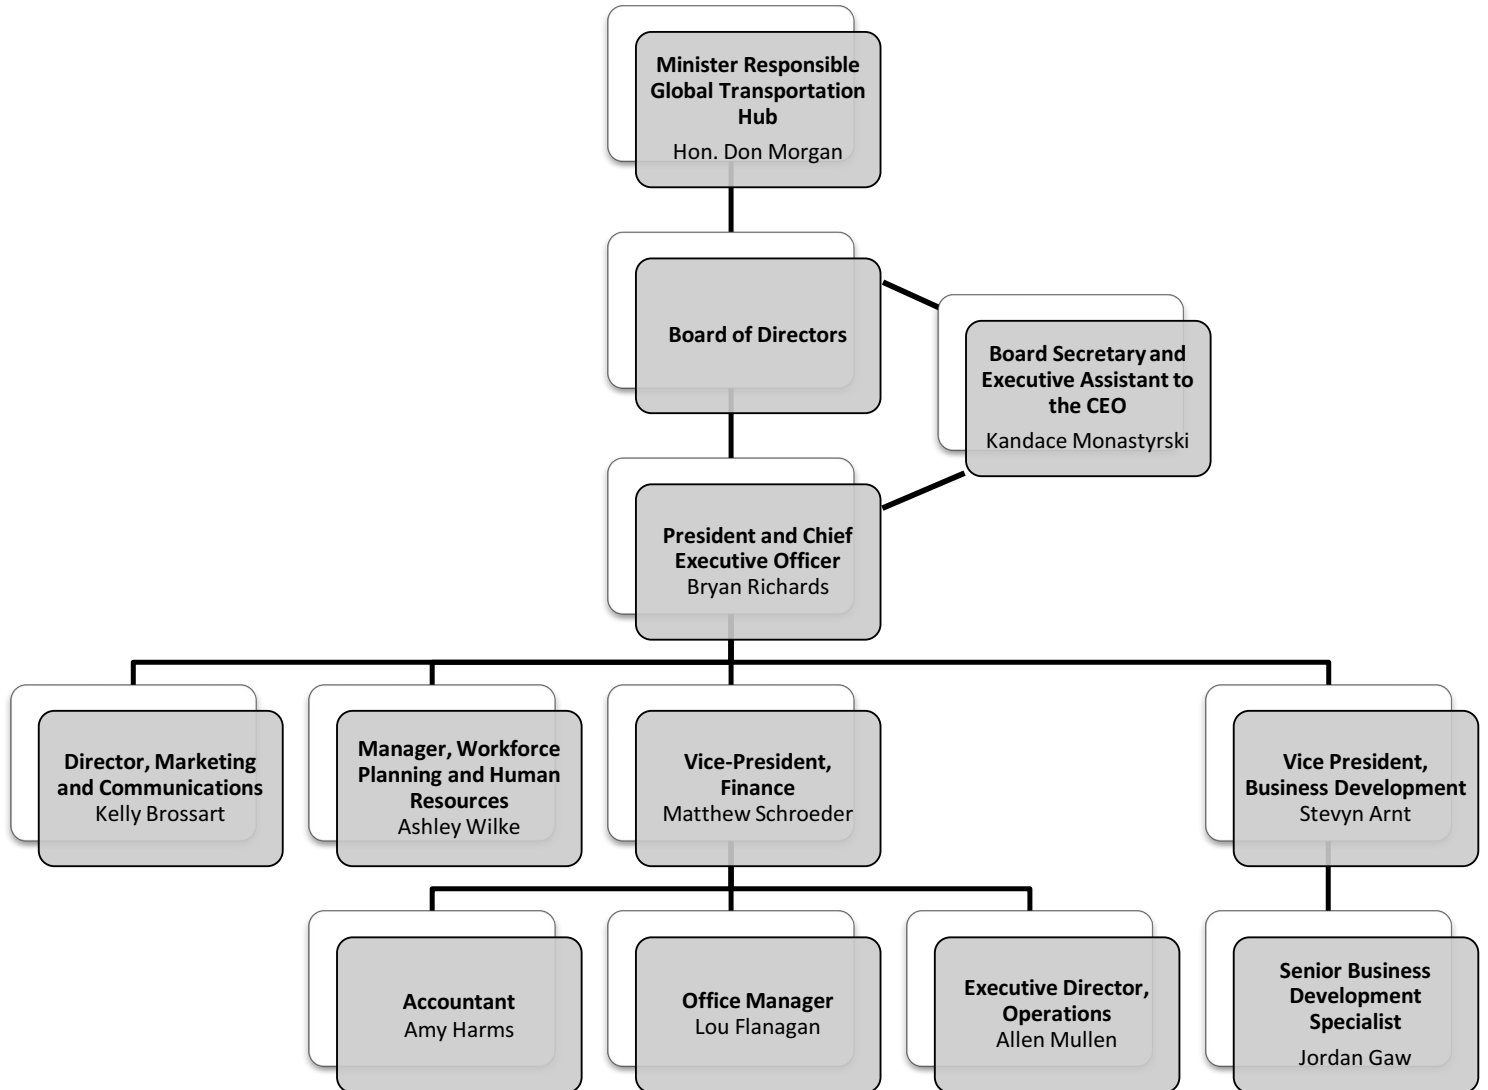 Minister Responsible
Global Transportation
Hub
Hon. Don Morgan
Board of Directors
Board Secretary and
Executive Assistant to
the CEO
Kandace Monastyrski
President and Chief
Executive Officer
Bryan Richards
Director, Marketing
and Communications
Kelly Brossart
Manager, Workforce
Planning and Human
Resources
Ashley Wilke
Vice-President,
Finance
Matthew Schroeder
Vice President,
Business Development
Stevyn Arnt
Accountant
Amy Harms
Office Manager
Lou Flanagan
Executive Director,
Operations
Allen Mullen
Senior Business
Development
Specialist
Jordan Gaw